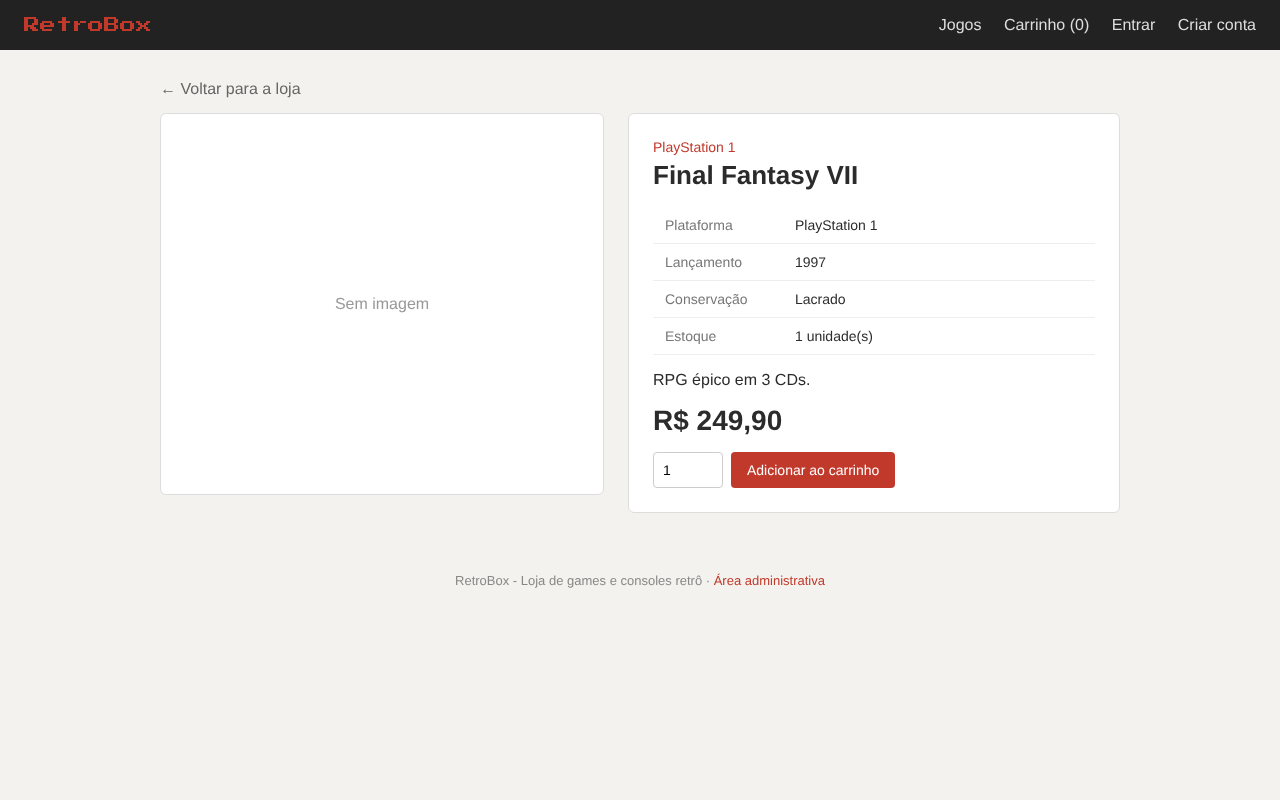 RetroBox
Jogos Carrinho (0) Entrar Criar conta
← Voltar para a loja
Sem imagem
PlayStation 1
Final Fantasy VII
Plataforma PlayStation 1
Lançamento 1997
Conservação Lacrado
Estoque 1 unidade(s)
RPG épico em 3 CDs.
R$ 249,90
1 Adicionar ao carrinho
RetroBox - Loja de games e consoles retrô · Área administrativa